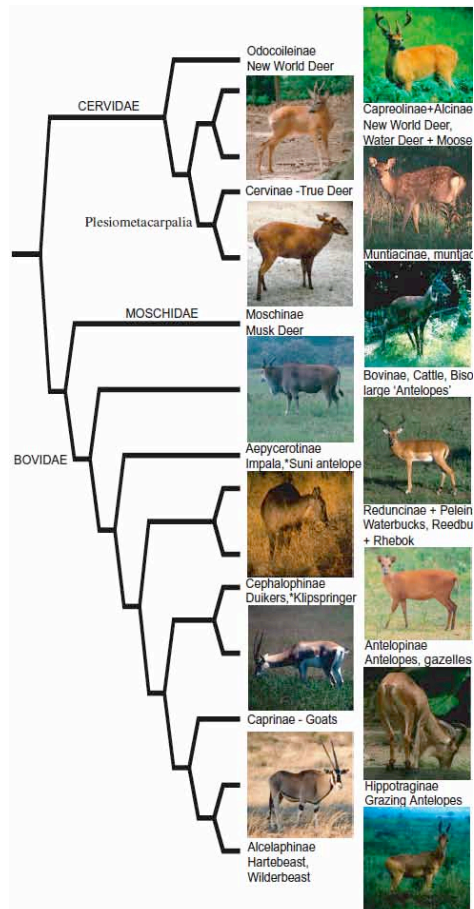 CERVIDAE
Plesiometacarpalia
MOSCHIDAE
BOVIDAE
Odocoileinae
New World Deer
Cervinae -True Deer
Moschinae
Musk Deer
Aepycerotinae
Impala,*Suni antelope
Cephalophinae
Duikers,*Klipspringer
Caprinae - Goats
Alcelaphinae
Hartebeast,
Wilderbeast
Capreolinae+Alcinae
New World Deer,
Water Deer + Moose
Muntiacinae, muntjac
Bovinae, Cattle, Biso
large ‘Antelopes’
Reduncinae + Pelein
Waterbucks, Reedbu
+ Rhebok
Antelopinae
Antelopes, gazelles
Hippotraginae
Grazing Antelopes